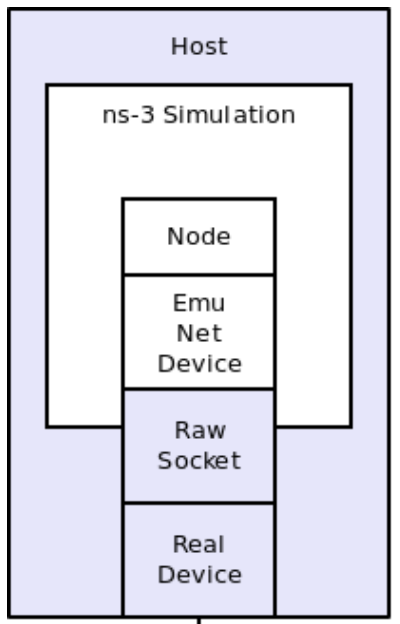 Host
ns-3 Simulation
Node
Emu
Net
Device
Raw
Socket
Real
Device